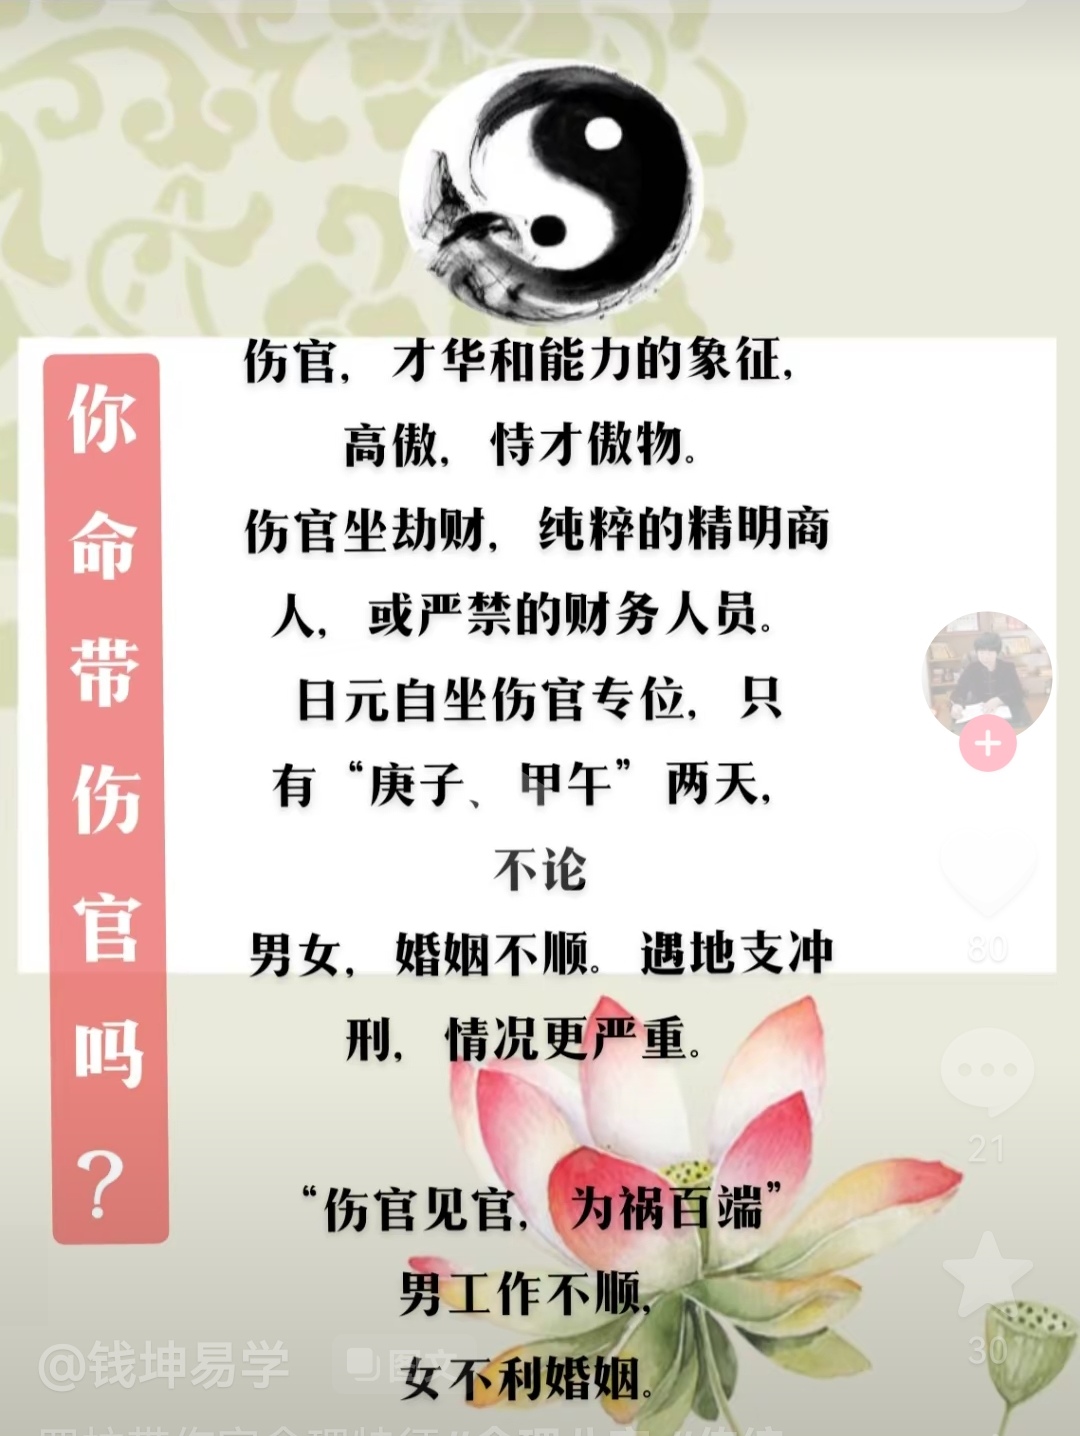 你命带伤官吗？
伤官，才华和能力的象征，
高傲，恃才傲物。
伤官坐劫财，纯粹的精明商
人，或严禁的财务人员。
日元自坐伤官专位，只
有“庚子、甲午”两天，
不论
男女，婚姻不顺。遇地支冲
刑，情况更严重。
“伤官见官，为祸百端”
男工作不顺，
女不利婚姻。
80
21
30
@钱坤易学
图文